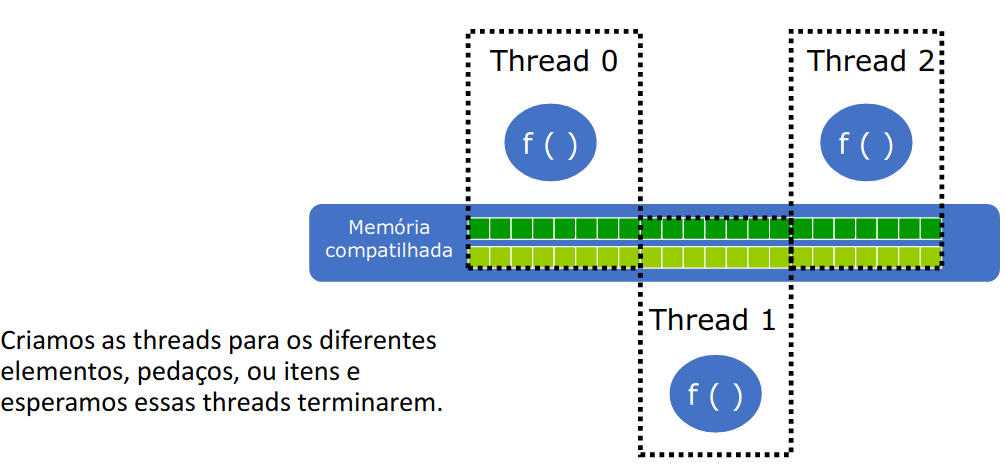 Thread 0
Thread 2
f ( )
f ( )
Memória
compatilhada
Thread 1
Criamos as threads para os diferentes
elementos, pedaços, ou itens e
esperamos essas threads terminarem.
f ( )